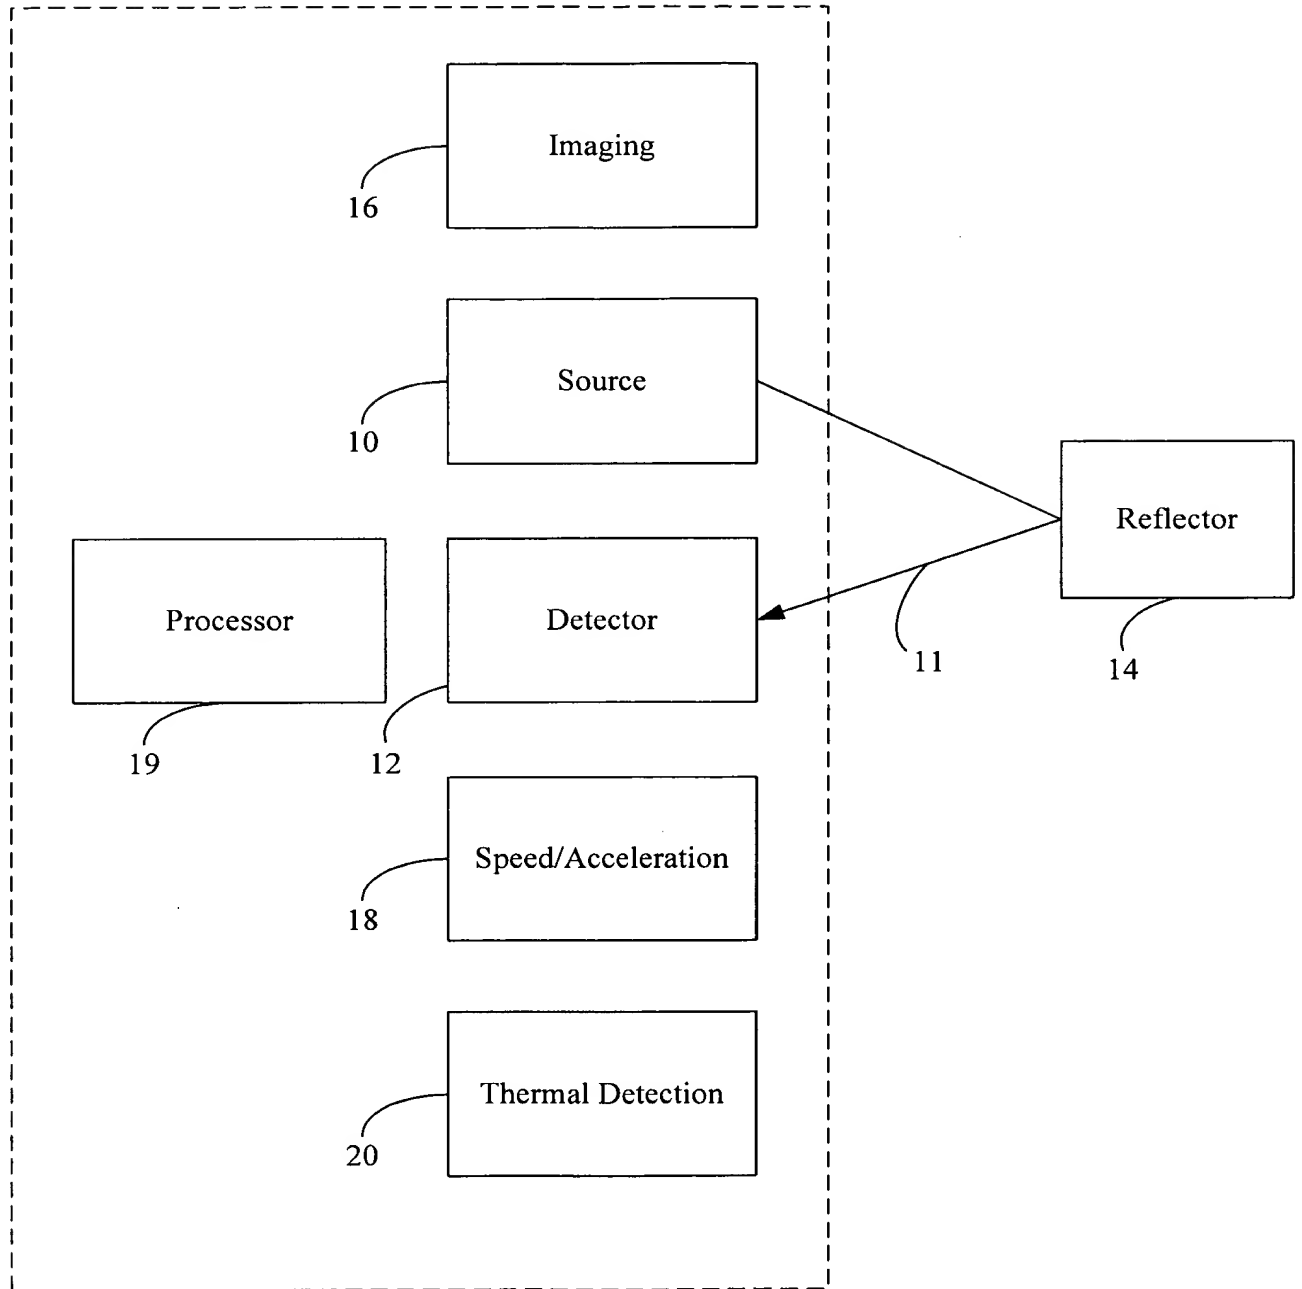 Imaging
16
Source
10
Reflector
14
11
Processor
19
Detector
12
Speed/Acceleration
18
Thermal Detection
20